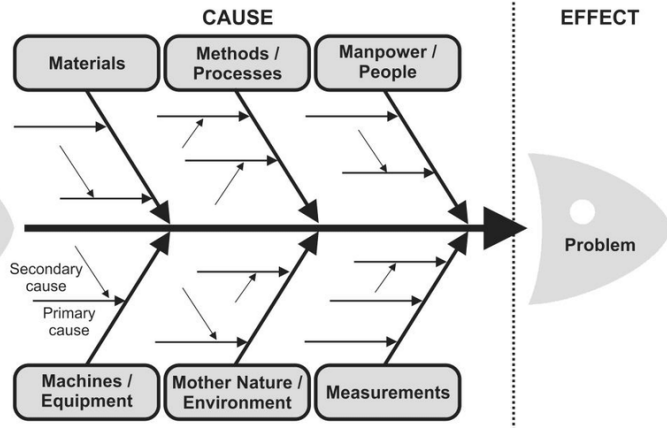 CAUSE
EFFECT
Materials
Methods /
Processes
Manpower /
People
Problem
Secondary
cause
Primary
cause
Machines /
Equipment
Mother Nature /
Environment
Measurements